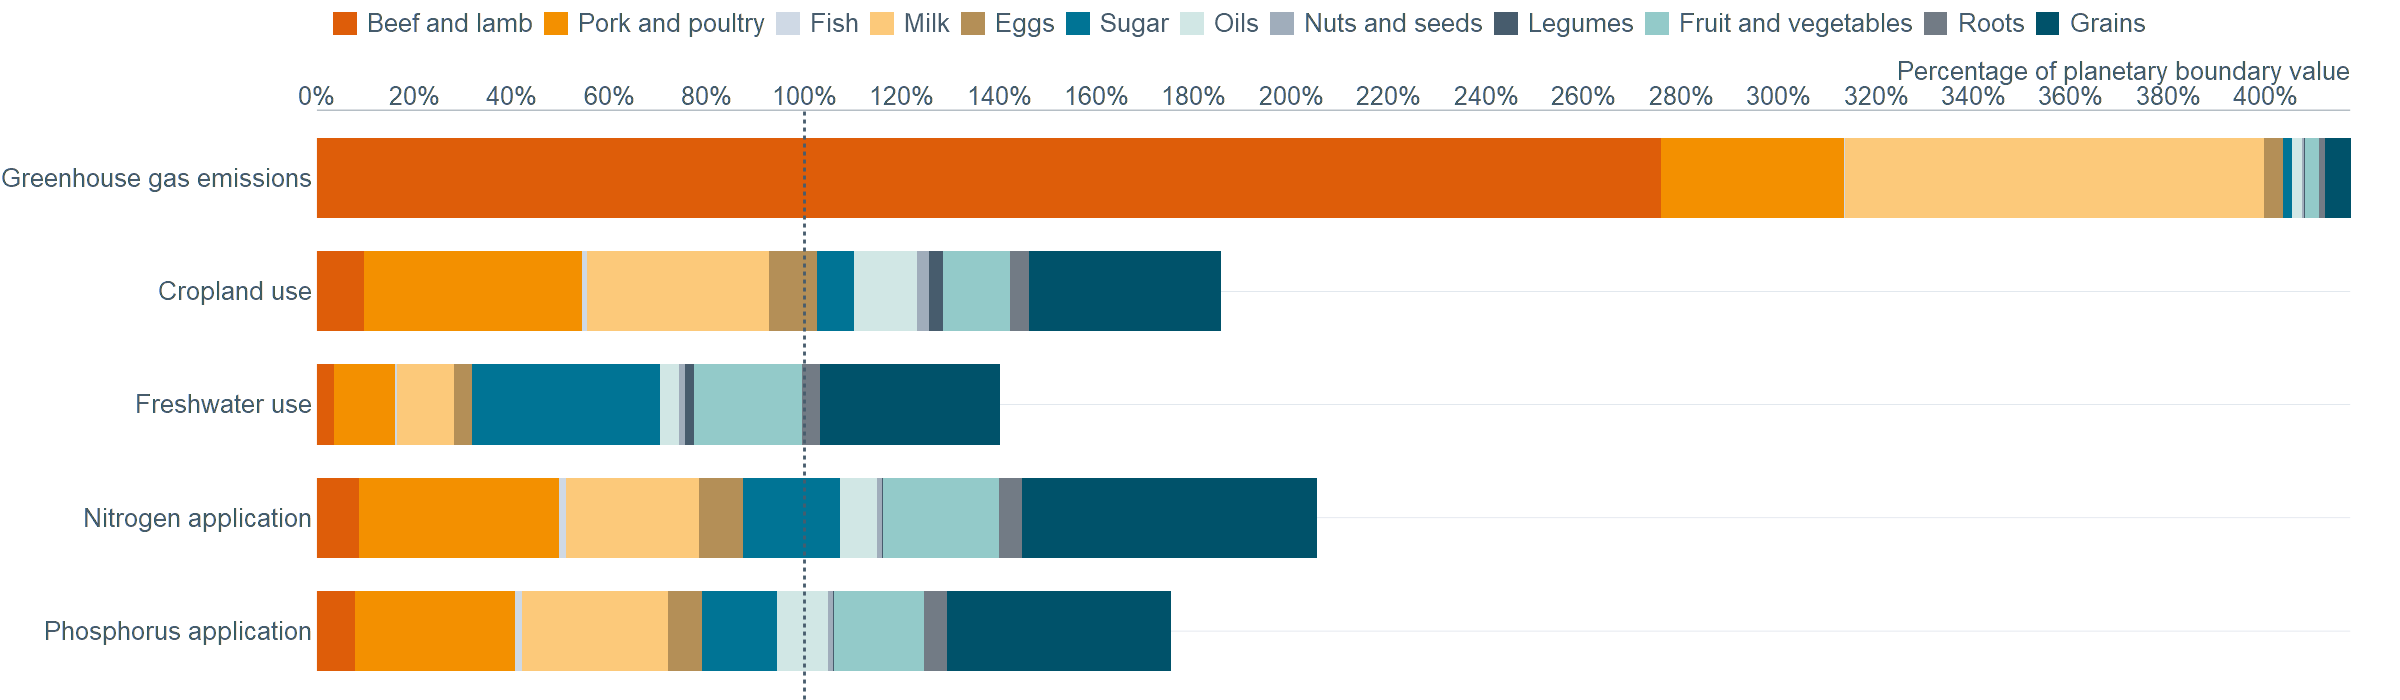 Beef and lamb Pork and poultry Fish Milk Eggs Sugar Oils Nuts and seeds Legumes Fruit and vegetables Roots Grains
Percentage of planetary boundary value
0% 20% 40% 60% 80% 100% 120% 140% 160% 180% 200% 220% 240% 260% 280% 300% 320% 340% 360% 380% 400%
Greenhouse gas emissions
Cropland use
Freshwater use
Nitrogen application
Phosphorus application